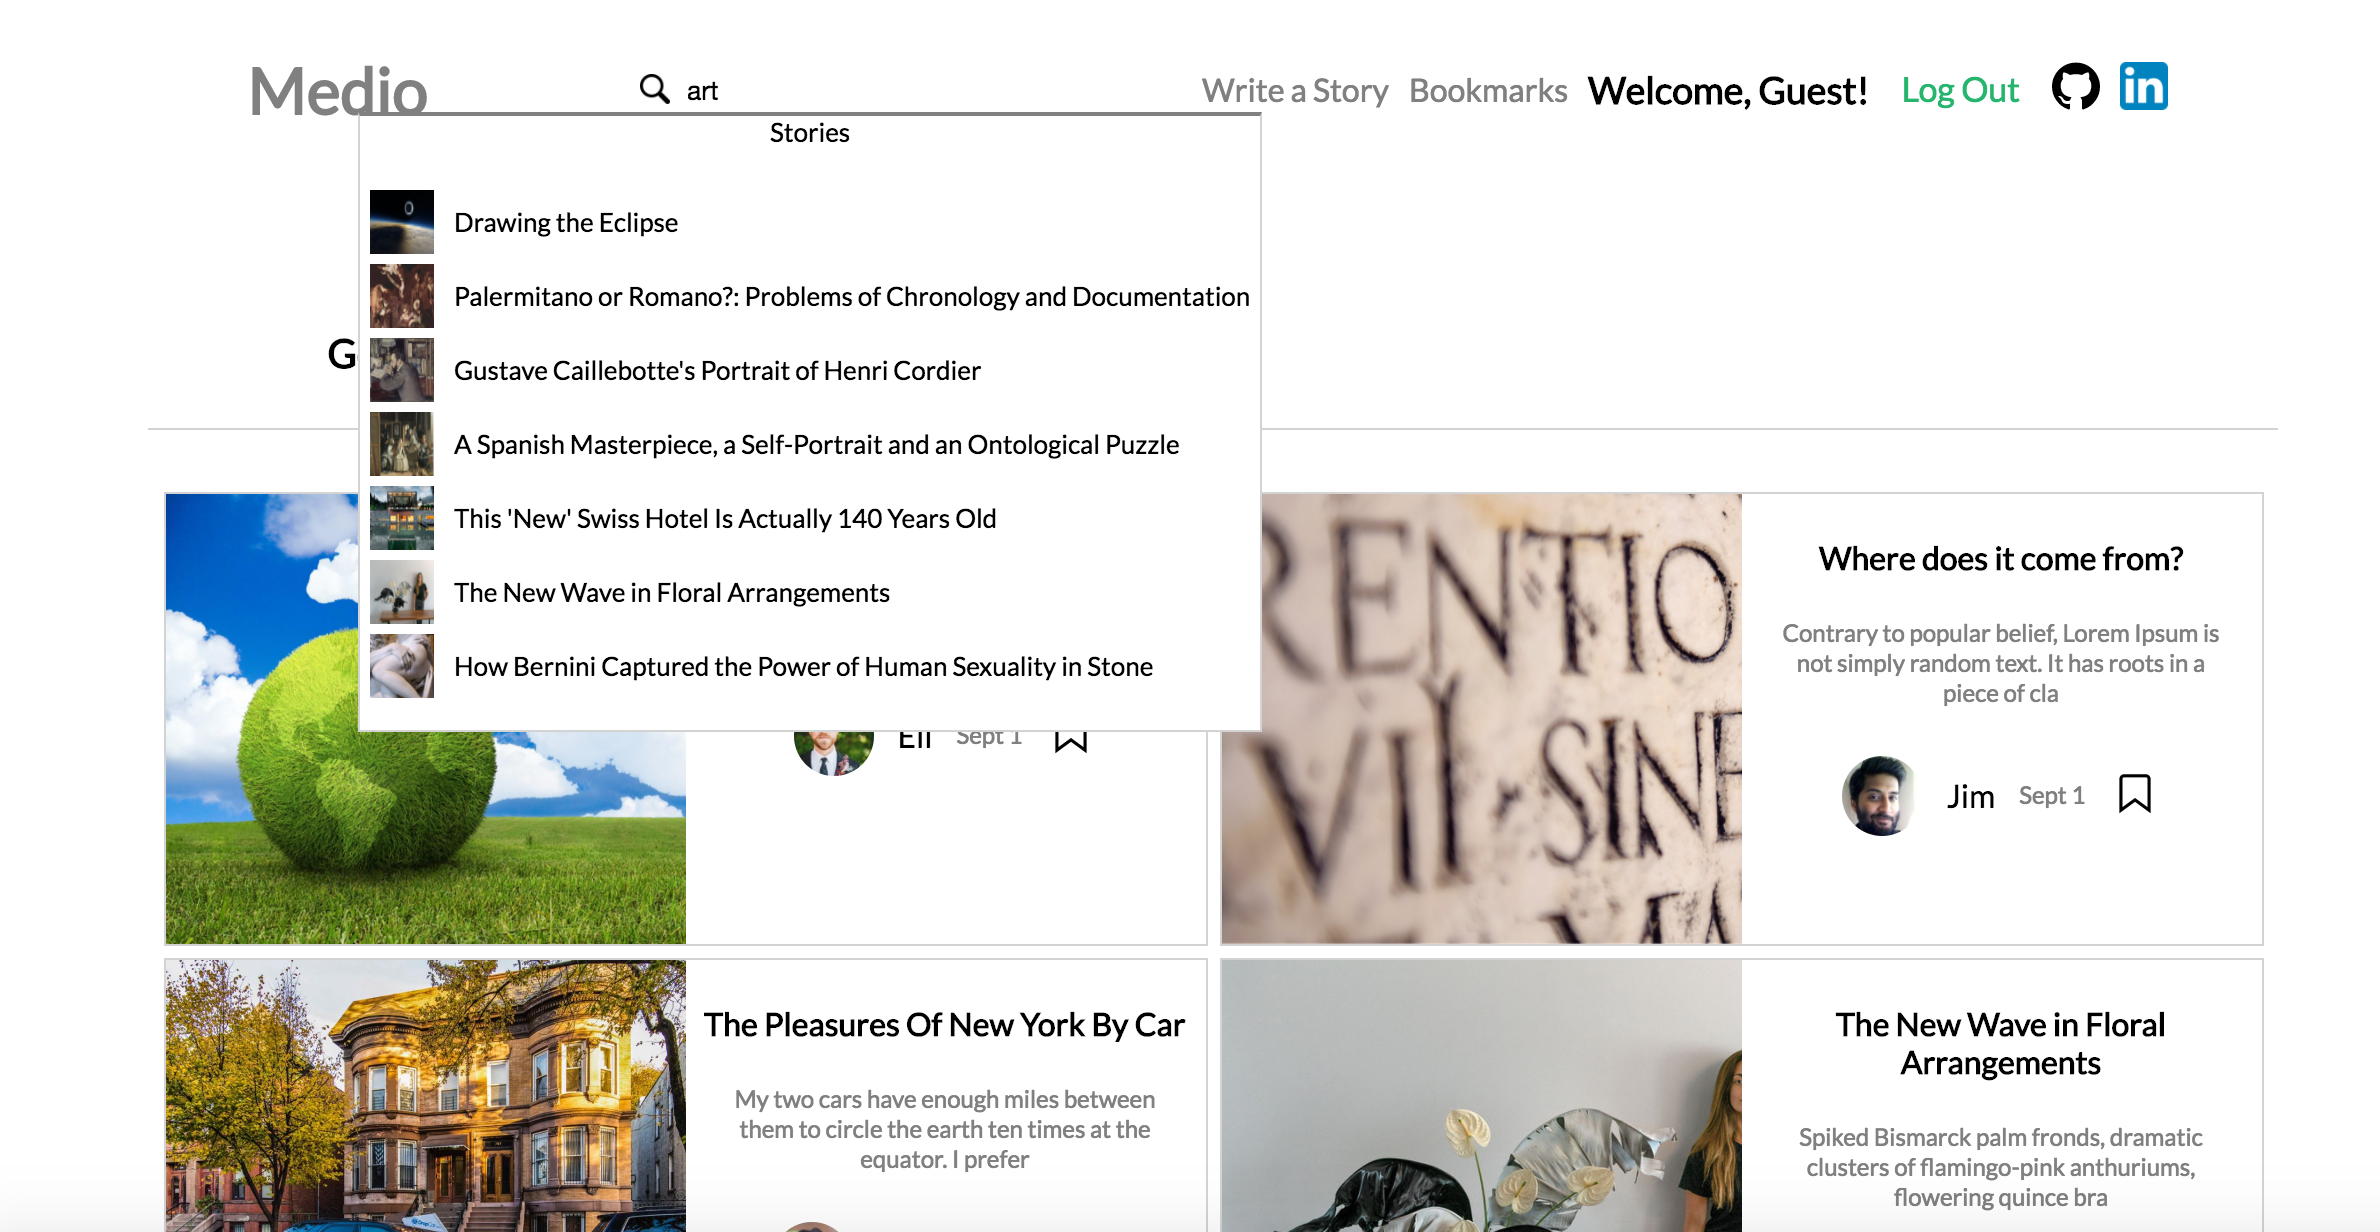 Medio
art
Write a Story
Bookmarks
Welcome, Guest!
Log Out
in
Stories
Drawing the Eclipse
Palermitano or Romano?: Problems of Chronology and Documentation
Gustave Caillebotte's Portrait of Henri Cordier
A Spanish Masterpiece, a Self-Portrait and an Ontological Puzzle
This 'New' Swiss Hotel Is Actually 140 Years Old
The New Wave in Floral Arrangements
How Bernini Captured the Power of Human Sexuality in Stone
G
Sept 1
RENTIO
VII SINE
Where does it come from?
Contrary to popular belief, Lorem Ipsum is
not simply random text. It has roots in a
piece of cla
Jim
Sept 1
The Pleasures Of New York By Car
My two cars have enough miles between
them to circle the earth ten times at the
equator. I prefer
The New Wave in Floral
Arrangements
Spiked Bismarck palm fronds, dramatic
clusters of flamingo-pink anthuriums,
flowering quince bra